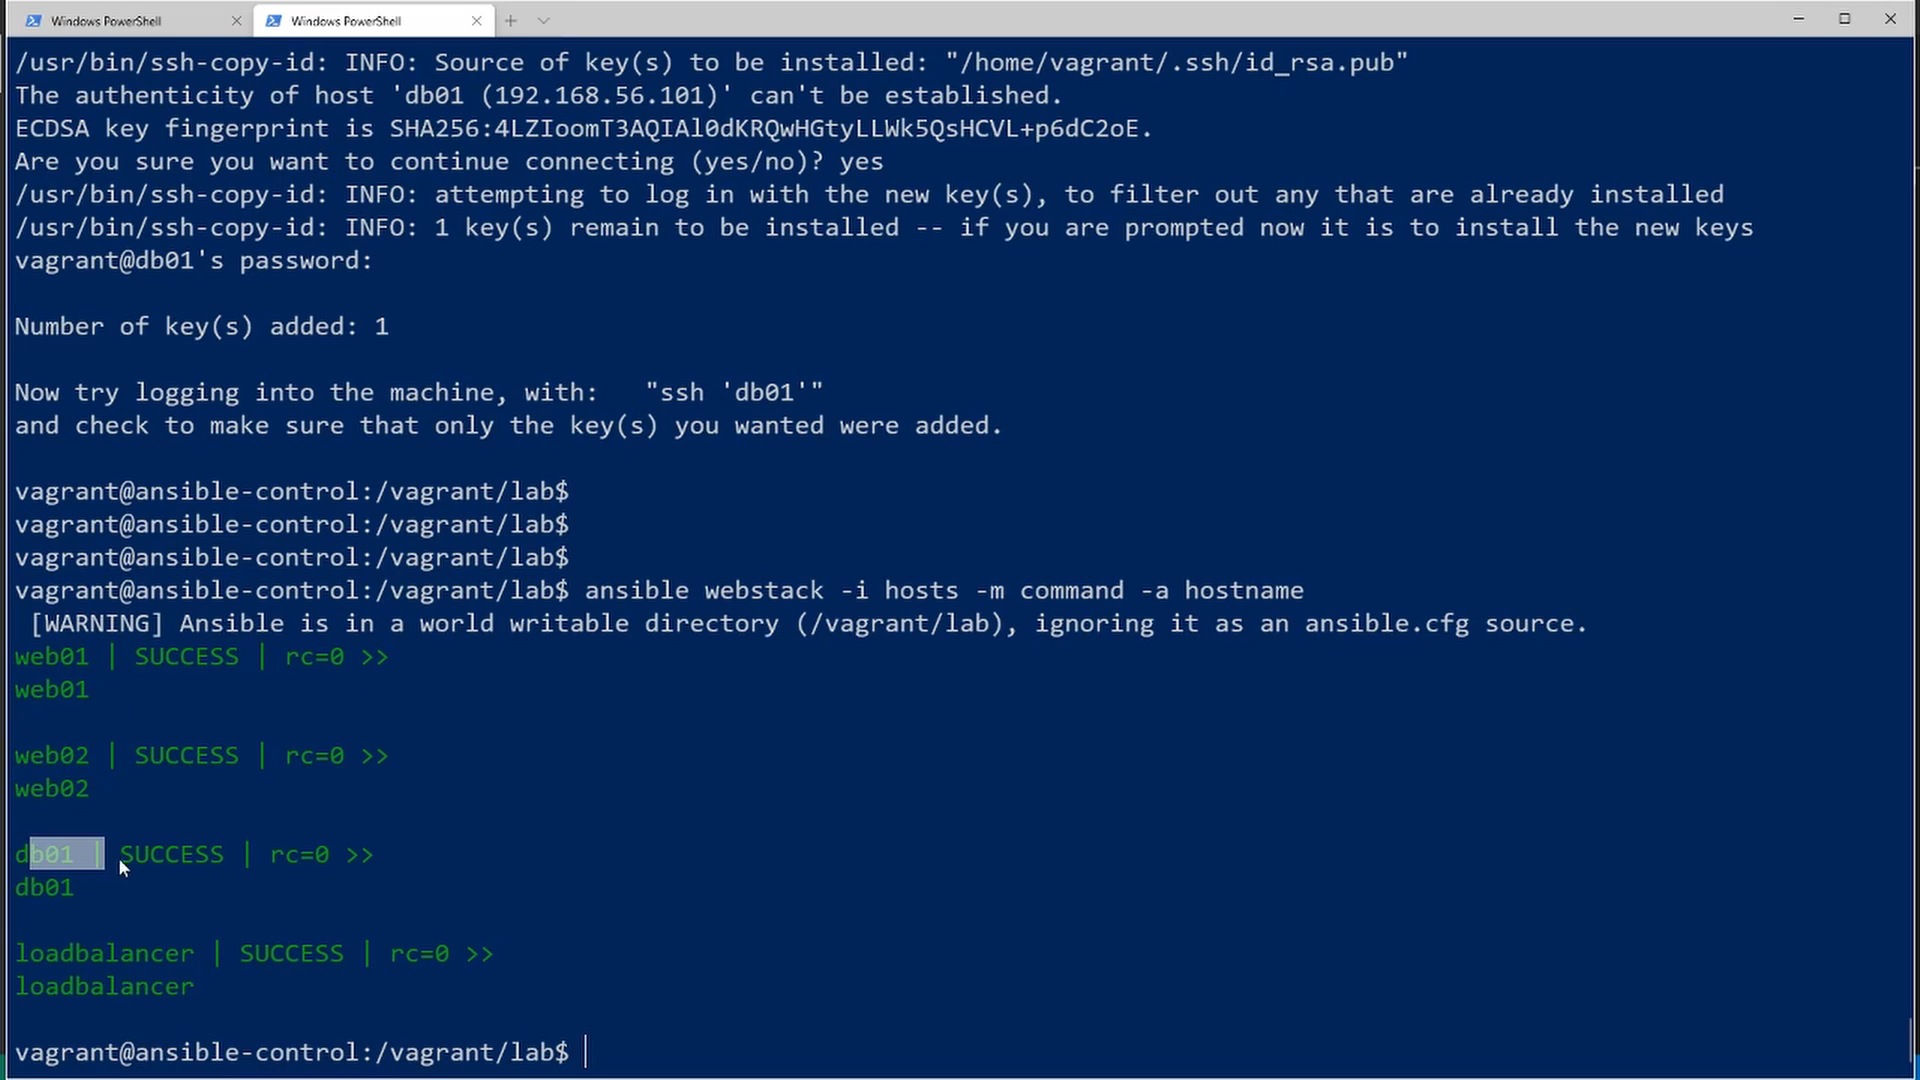 Windows PowerShell
Windows PowerShell
/usr/bin/ssh-copy-id: INFO: Source of key(s) to be installed: "/home/vagrant/.ssh/id_rsa.pub"
The authenticity of host 'db01 (192.168.56.101)' can't be established.
ECDSA key fingerprint is SHA256:4LZIoomT3AQIAl0dKRQwHGtyLLWk5QsHCVL+p6dC2oE.
Are you sure you want to continue connecting (yes/no)? yes
/usr/bin/ssh-copy-id: INFO: attempting to log in with the new key(s), to filter out any that are already installed
/usr/bin/ssh-copy-id: INFO: 1 key(s) remain to be installed -- if you are prompted now it is to install the new keys
vagrant@db01's password:
Number of key(s) added: 1
Now try logging into the machine, with:   "ssh 'db01'"
and check to make sure that only the key(s) you wanted were added.
vagrant@ansible-control:/vagrant/lab$
vagrant@ansible-control:/vagrant/lab$
vagrant@ansible-control:/vagrant/lab$
vagrant@ansible-control:/vagrant/lab$ ansible webstack -i hosts -m command -a hostname
[WARNING] Ansible is in a world writable directory (/vagrant/lab), ignoring it as an ansible.cfg source.
web01 | SUCCESS | rc=0 >>
web01
web02 | SUCCESS | rc=0 >>
web02
db01 | SUCCESS | rc=0 >>
db01
loadbalancer | SUCCESS | rc=0 >>
loadbalancer
vagrant@ansible-control:/vagrant/lab$